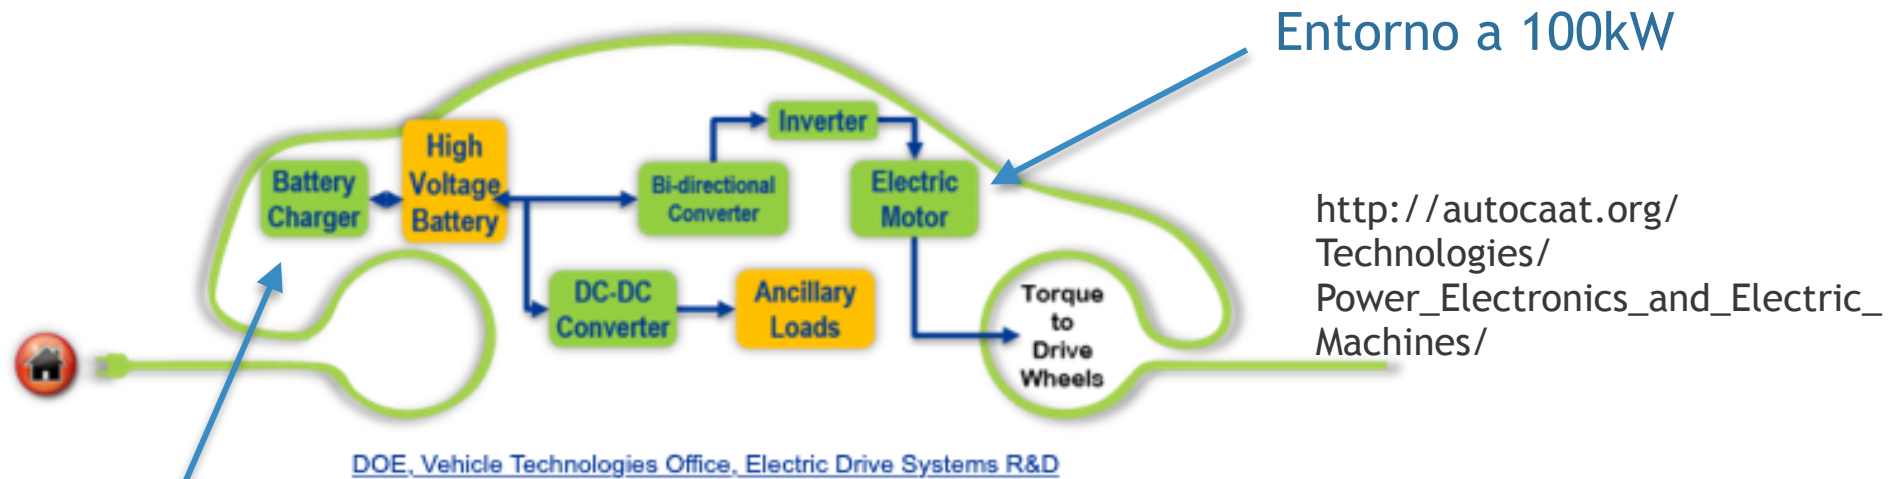 Entorno a 100kW
Inverter
High
Voltage
Battery
Battery
Charger
Bi-directional
Converter
Electric
Motor
http://autocaat.org/
Technologies/
Power_Electronics_and_Electric_
Machines/
DC-DC
Converter
Ancillary
Loads
Torque
to
Drive
Wheels
DOE, Vehicle Technologies Office, Electric Drive Systems R&D